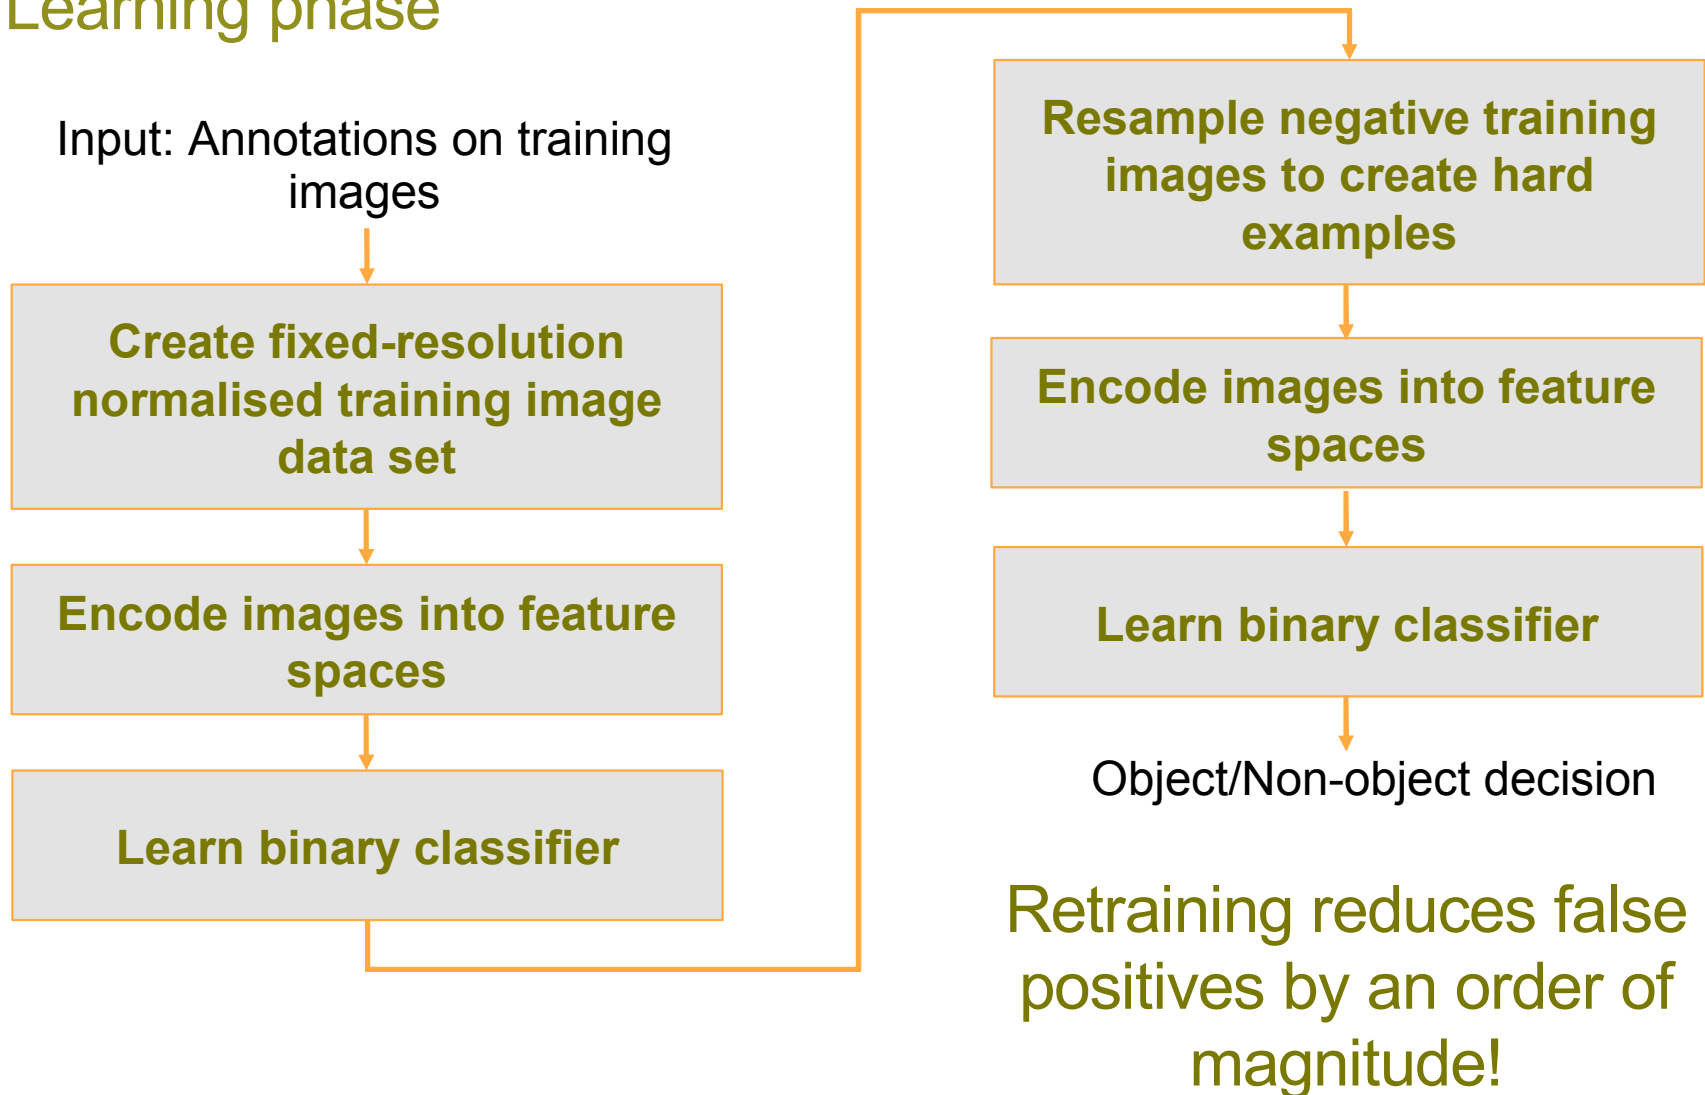 Learning phase
Input: Annotations on training
images
Create fixed-resolution
normalised training image
data set
Encode images into feature
spaces
Learn binary classifier
Resample negative training
images to create hard
examples
Encode images into feature
spaces
Learn binary classifier
Object/Non-object decision
Retraining reduces false
positives by an order of
magnitude!